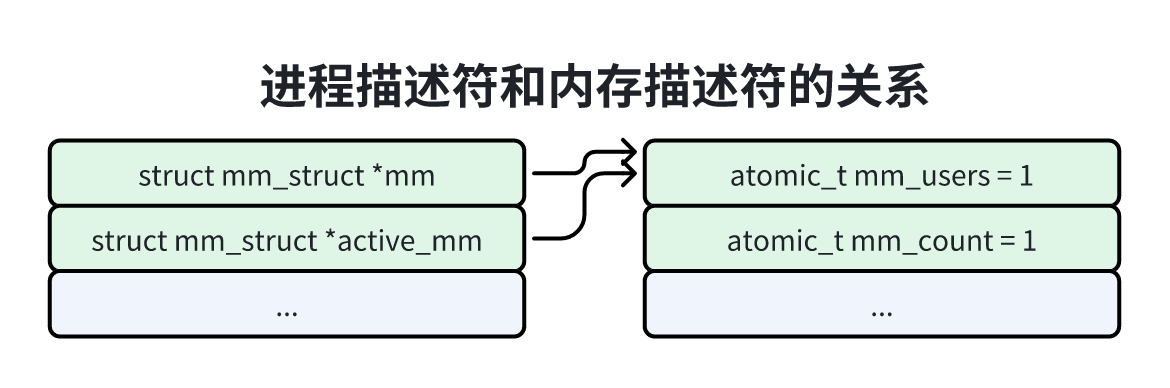 进程描述符和内存描述符的关系
struct mm_struct *mm
atomic_t mm_users = 1
struct mm_struct *active_mm
atomic_t mm_count = 1
...
...